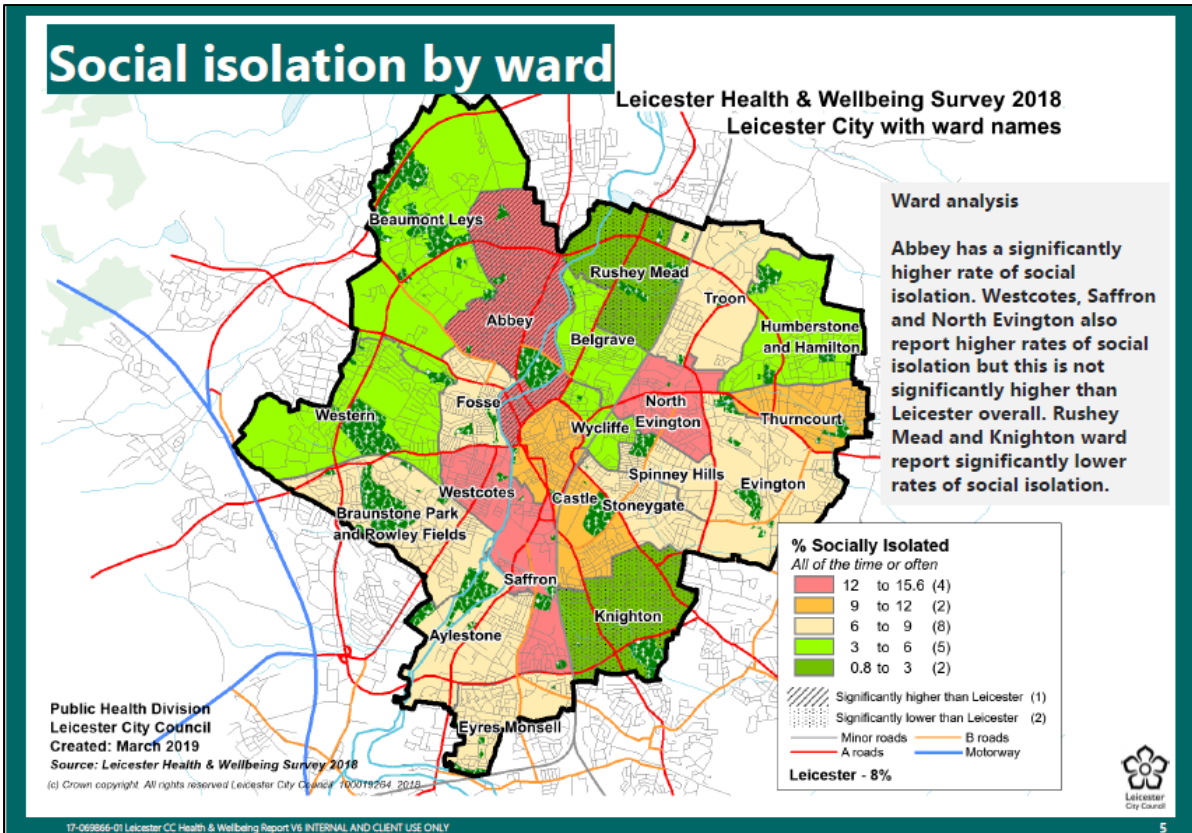 Social isolation by ward
Leicester Health & Wellbeing Survey 2018
Leicester City with ward names
Ward analysis
Abbey has a significantly
higher rate of social
isolation. Westcotes, Saffron
and North Evington also
report higher rates of social
isolation but this is not
significantly higher than
Leicester overall. Rushey
Mead and Knighton ward
report significantly lower
rates of social isolation.
Beaumont Leys
Rushey Mead
Troon
Abbey
Belgrave
Humberstone
and Hamilton
Fosse
North
Evington
Western
Wycliffe
Thurncourt
Spinney Hills
Evington
Westcotes
Castle
Stoneygate
Braunstone Park
and Rowley Fields
Saffron
Knighton
Aylestone
Eyres Monsell
% Socially Isolated
All of the time or often
12 to 15.6 (4)
9 to 12 (2)
6 to 9 (8)
3 to 6 (5)
0.8 to 3 (2)
Significantly higher than Leicester (1)
Significantly lower than Leicester (2)
Minor roads B roads
A roads Motorway
Leicester - 8%
Public Health Division
Leicester City Council
Created: March 2019
Source: Leicester Health & Wellbeing Survey 2018
(c) Crown copyright. All rights reserved Leicester City Council 100019264 2018
Leicester
City Council
17-069866-01 Leicester CC Health & Wellbeing Report V6 INTERNAL AND CLIENT USE ONLY
5